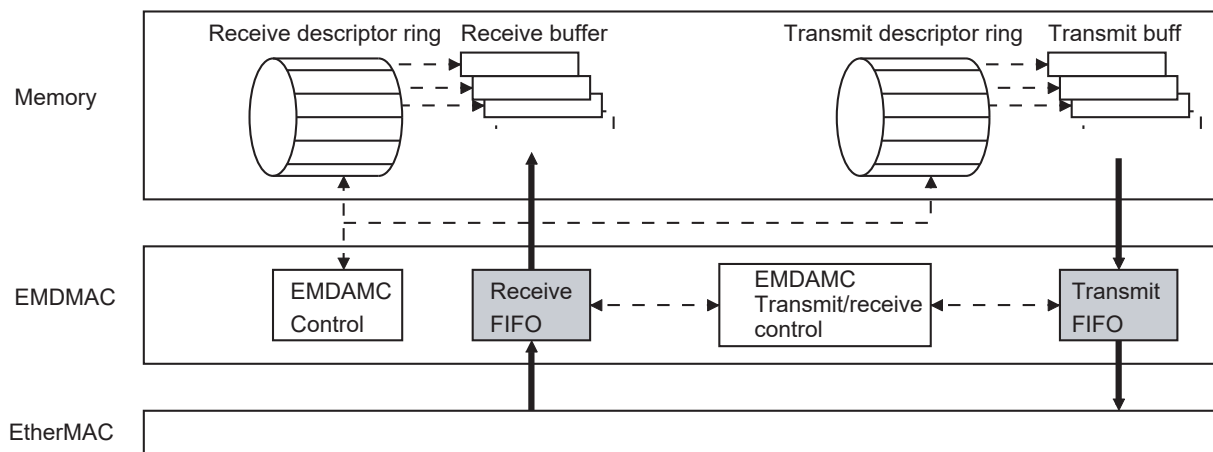 Receive descriptor ring
Receive buffer
Transmit descriptor ring
Transmit buff
Memory
EMDMAC
EMDAMC
Control
Receive
FIFO
EMDAMC
Transmit/receive
control
Transmit
FIFO
EtherMAC